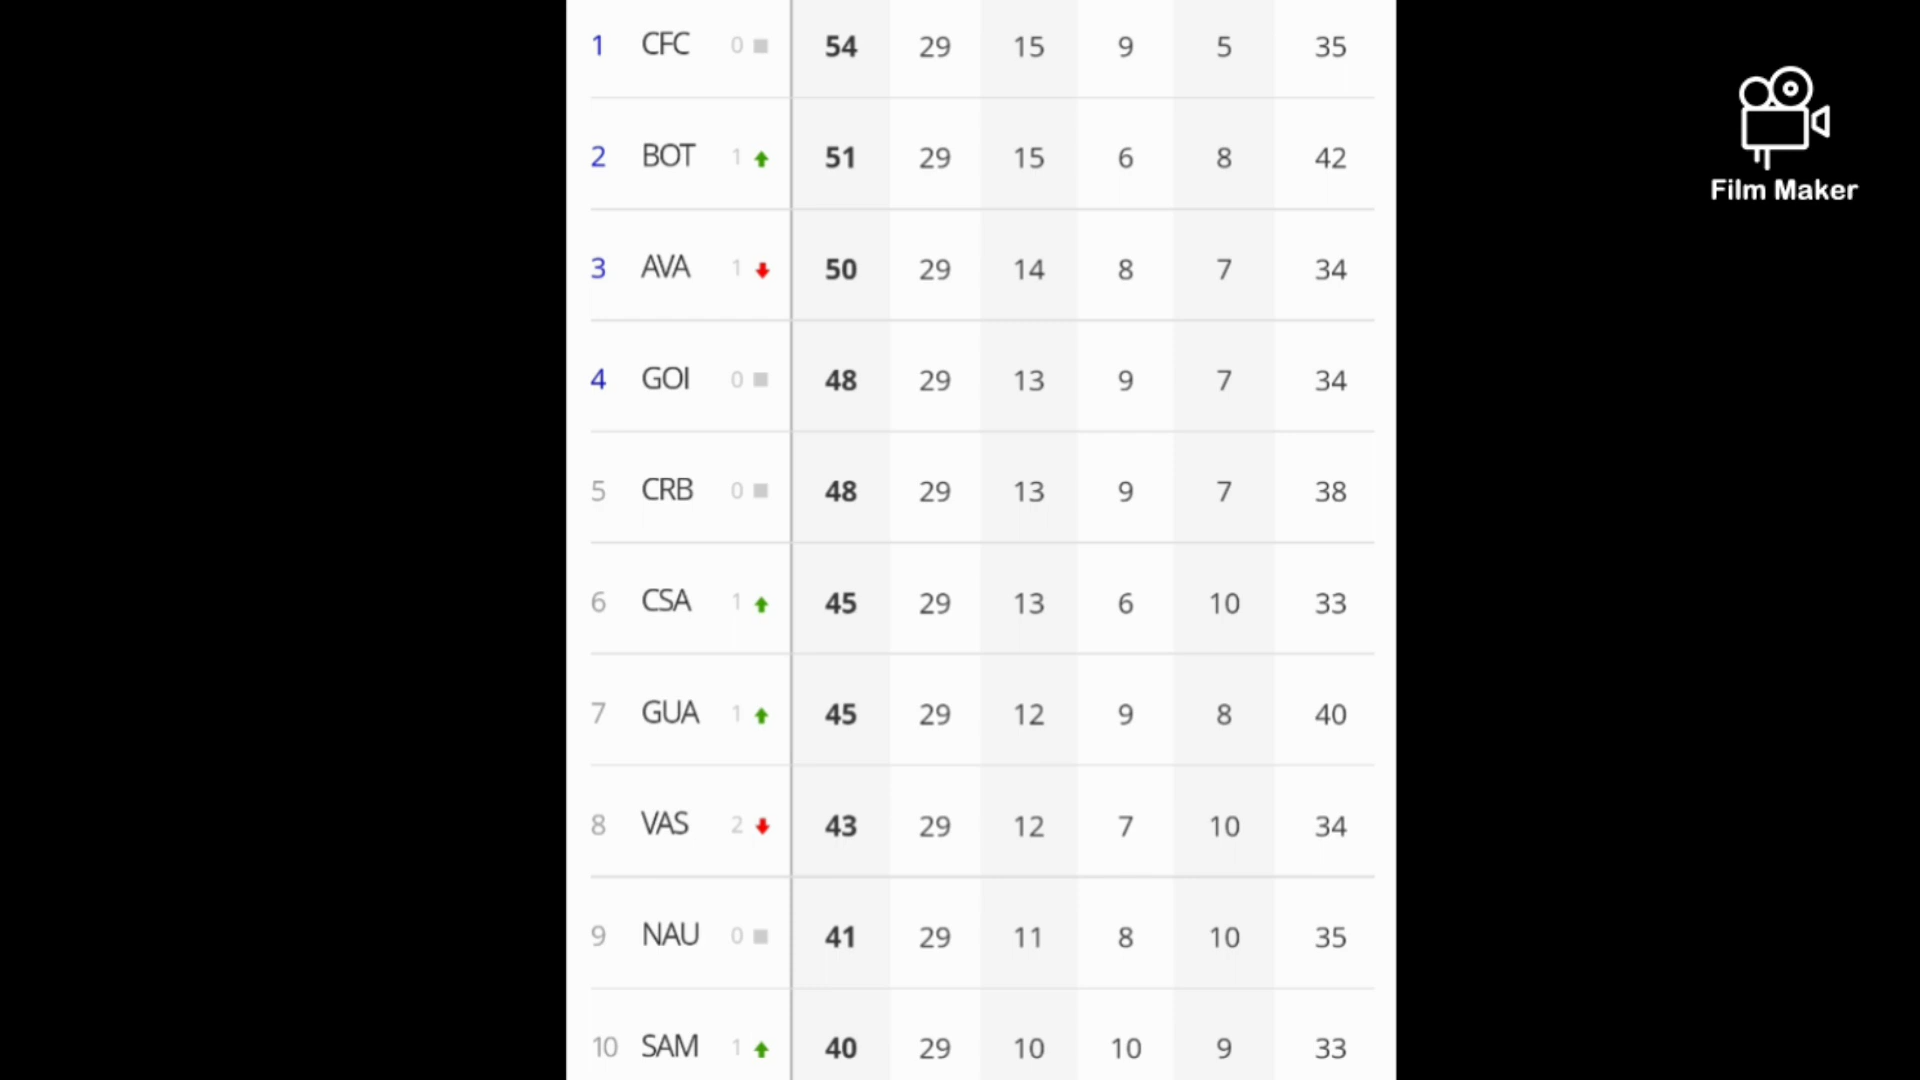 1 CFC 0 54 29 15 9 5 35
Film Maker
2 BOT 1 51 29 15 6 8 42
3 AVA 1 50 29 14 8 7 34
4 GOI 0 48 29 13 9 7 34
5 CRB 0 48 29 13 9 7 38
6 CSA 1 45 29 13 6 10 33
7 GUA 1 45 29 12 9 8 40
8 VAS 2 43 29 12 7 10 34
9 NAU 0 41 29 11 8 10 35
10 SAM 1 40 29 10 10 9 33